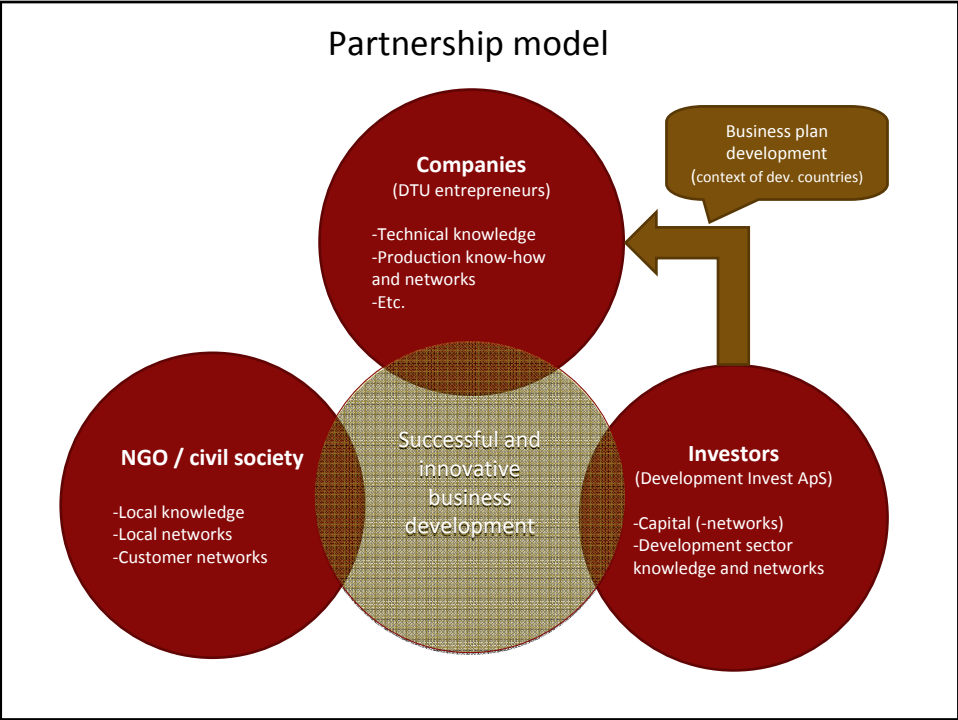 Partnership model
Companies
(DTU entrepreneurs)
-Technical knowledge
-Production know-how
and networks
-Etc.
Business plan
development
(context of dev. countries)
NGO / civil society
-Local knowledge
-Local networks
-Customer networks
Successful and
innovative
business
development
Investors
(Development Invest ApS)
-Capital (-networks)
-Development sector
knowledge and networks